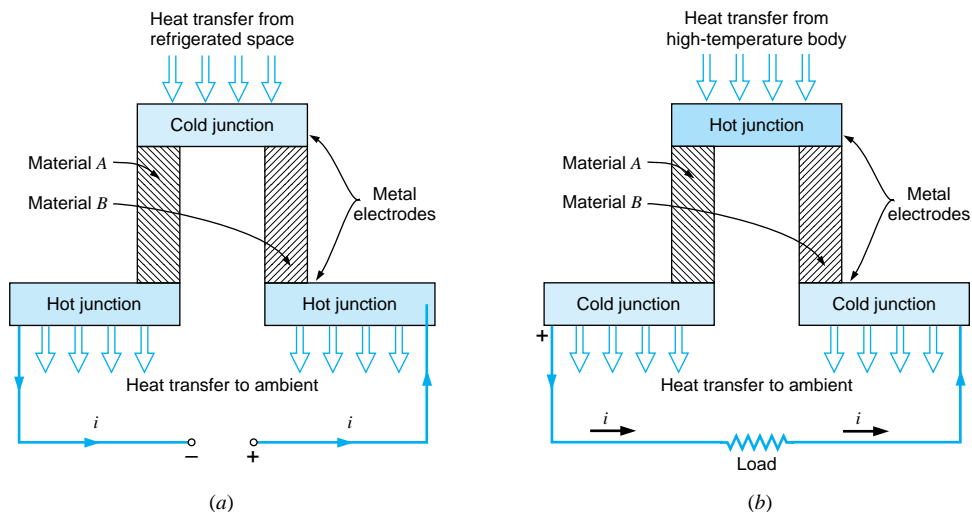 Heat transfer from
refrigerated space
Cold junction
Material A
Material B
Metal
electrodes
Hot junction
Hot junction
Heat transfer to ambient
i
i
–
+
(a)
Heat transfer from
high-temperature body
Hot junction
Material A
Material B
Metal
electrodes
Cold junction
Cold junction
+
Heat transfer to ambient
i
i
Load
(b)